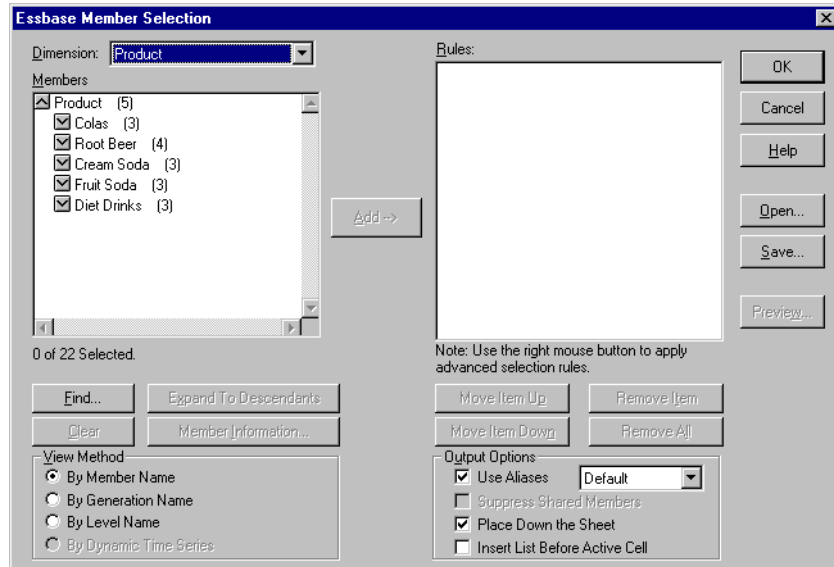 Essbase Member Selection
Dimension: Product
Members
Product (5)
Colas (3)
Root Beer (4)
Cream Soda (3)
Fruit Soda (3)
Diet Drinks (3)
0 of 22 Selected.
Find...
Expand To Descendants
Clear
Member Information...
View Method
By Member Name
By Generation Name
By Level Name
By Dynamic Time Series
Add -->
Rules:
Note: Use the right mouse button to apply
advanced selection rules.
Move Item Up
Remove Item
Move Item Down
Remove All
Output Options
Use Aliases
Default
Suppress Shared Members
Place Down the Sheet
Insert List Before Active Cell
OK
Cancel
Help
Open...
Save...
Preview...